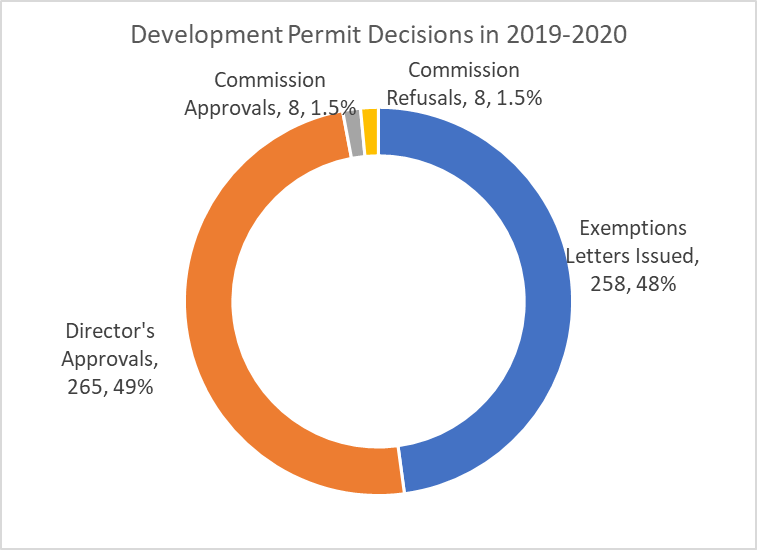 Development Permit Decisions in 2019-2020
Commission
Approvals, 8, 1.5%
Commission
Refusals, 8, 1.5%
Exemptions
Letters Issued,
258, 48%
Director's
Approvals,
265, 49%